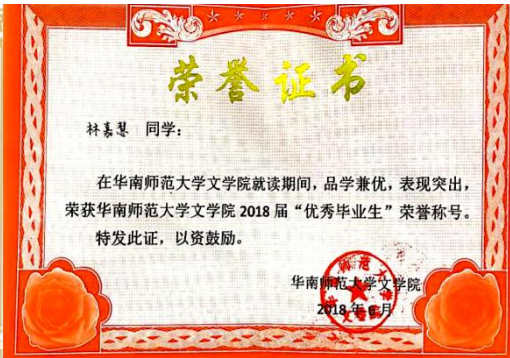 荣誉证书
林嘉慧 同学：
在华南师范大学文学院就读期间，品学兼优，表现突出，
荣获华南师范大学文学院 2018 届“优秀毕业生”荣誉称号。
特发此证，以资鼓励。
华南师范大学文学院
2018 年 6 月